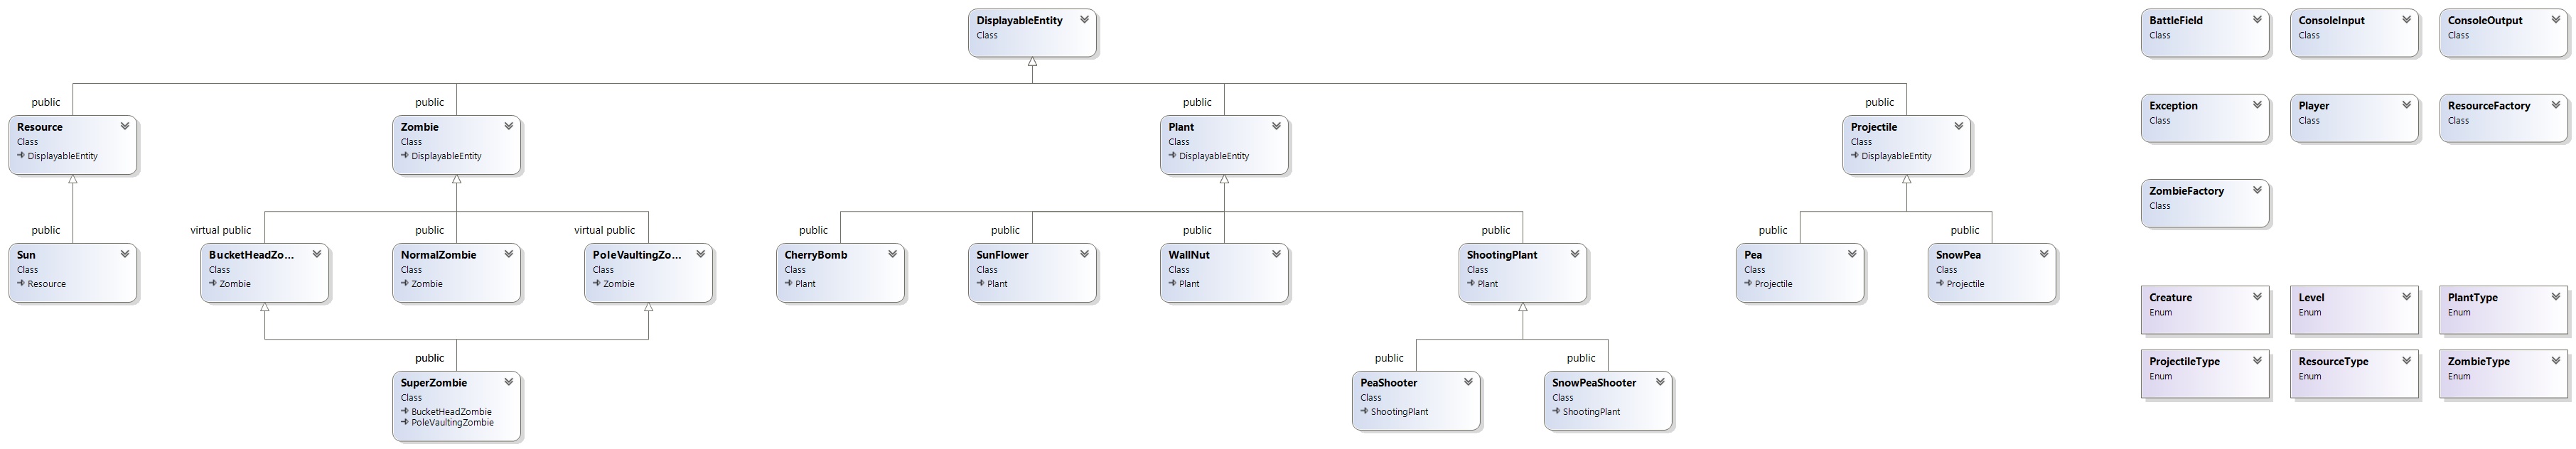 DisplayableEntity
Class
BattleField
Class
ConsoleInput
Class
ConsoleOutput
Class
public
public
public
public
Exception
Class
Player
Class
ResourceFactory
Class
Resource
Class
DisplayableEntity
Zombie
Class
DisplayableEntity
Plant
Class
DisplayableEntity
Projectile
Class
DisplayableEntity
ZombieFactory
Class
public
virtual public
public
virtual public
public
public
public
public
public
public
Sun
Class
Resource
BucketHeadZo...
Class
Zombie
NormalZombie
Class
Zombie
PoleVaultingZo...
Class
Zombie
CherryBomb
Class
Plant
SunFlower
Class
Plant
WallNut
Class
Plant
ShootingPlant
Class
Plant
Pea
Class
Projectile
SnowPea
Class
Projectile
Creature
Enum
Level
Enum
PlantType
Enum
public
public
public
ProjectileType
Enum
ResourceType
Enum
ZombieType
Enum
SuperZombie
Class
BucketHeadZombie
PoleVaultingZombie
PeaShooter
Class
ShootingPlant
SnowPeaShooter
Class
ShootingPlant